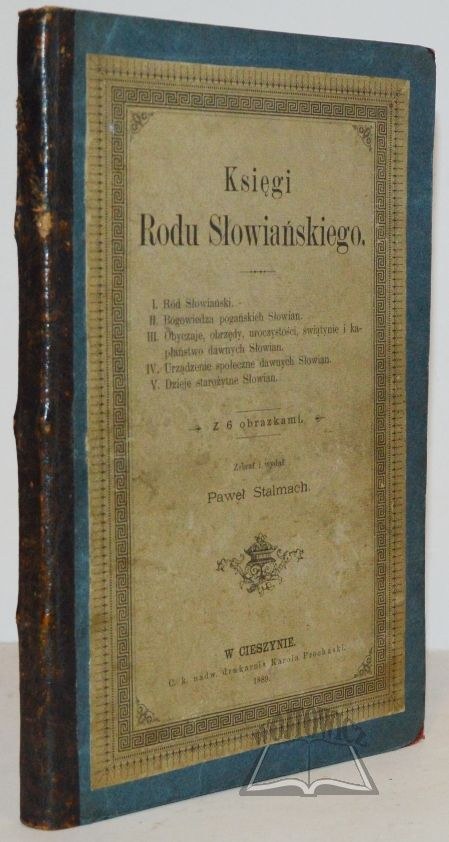 Księgi
Rodu Słowiańskiego.
I. Ród Słowiański.
II. Bogowiedza pogańskich Słowian.
III. Obyczaje, obrzędy, uroczystości, świątynie i ka-
płaństwo dawnych Słowian.
IV. Urządzenie społeczne dawnych Słowian.
V. Dzieje starożytne Słowian.
Z 6 obrazkami.
Zebrał i wydał
Paweł Stalmach.
W CIESZYNIE.
C. k. nadw. drukarnia Karola Prochaski.
1889.